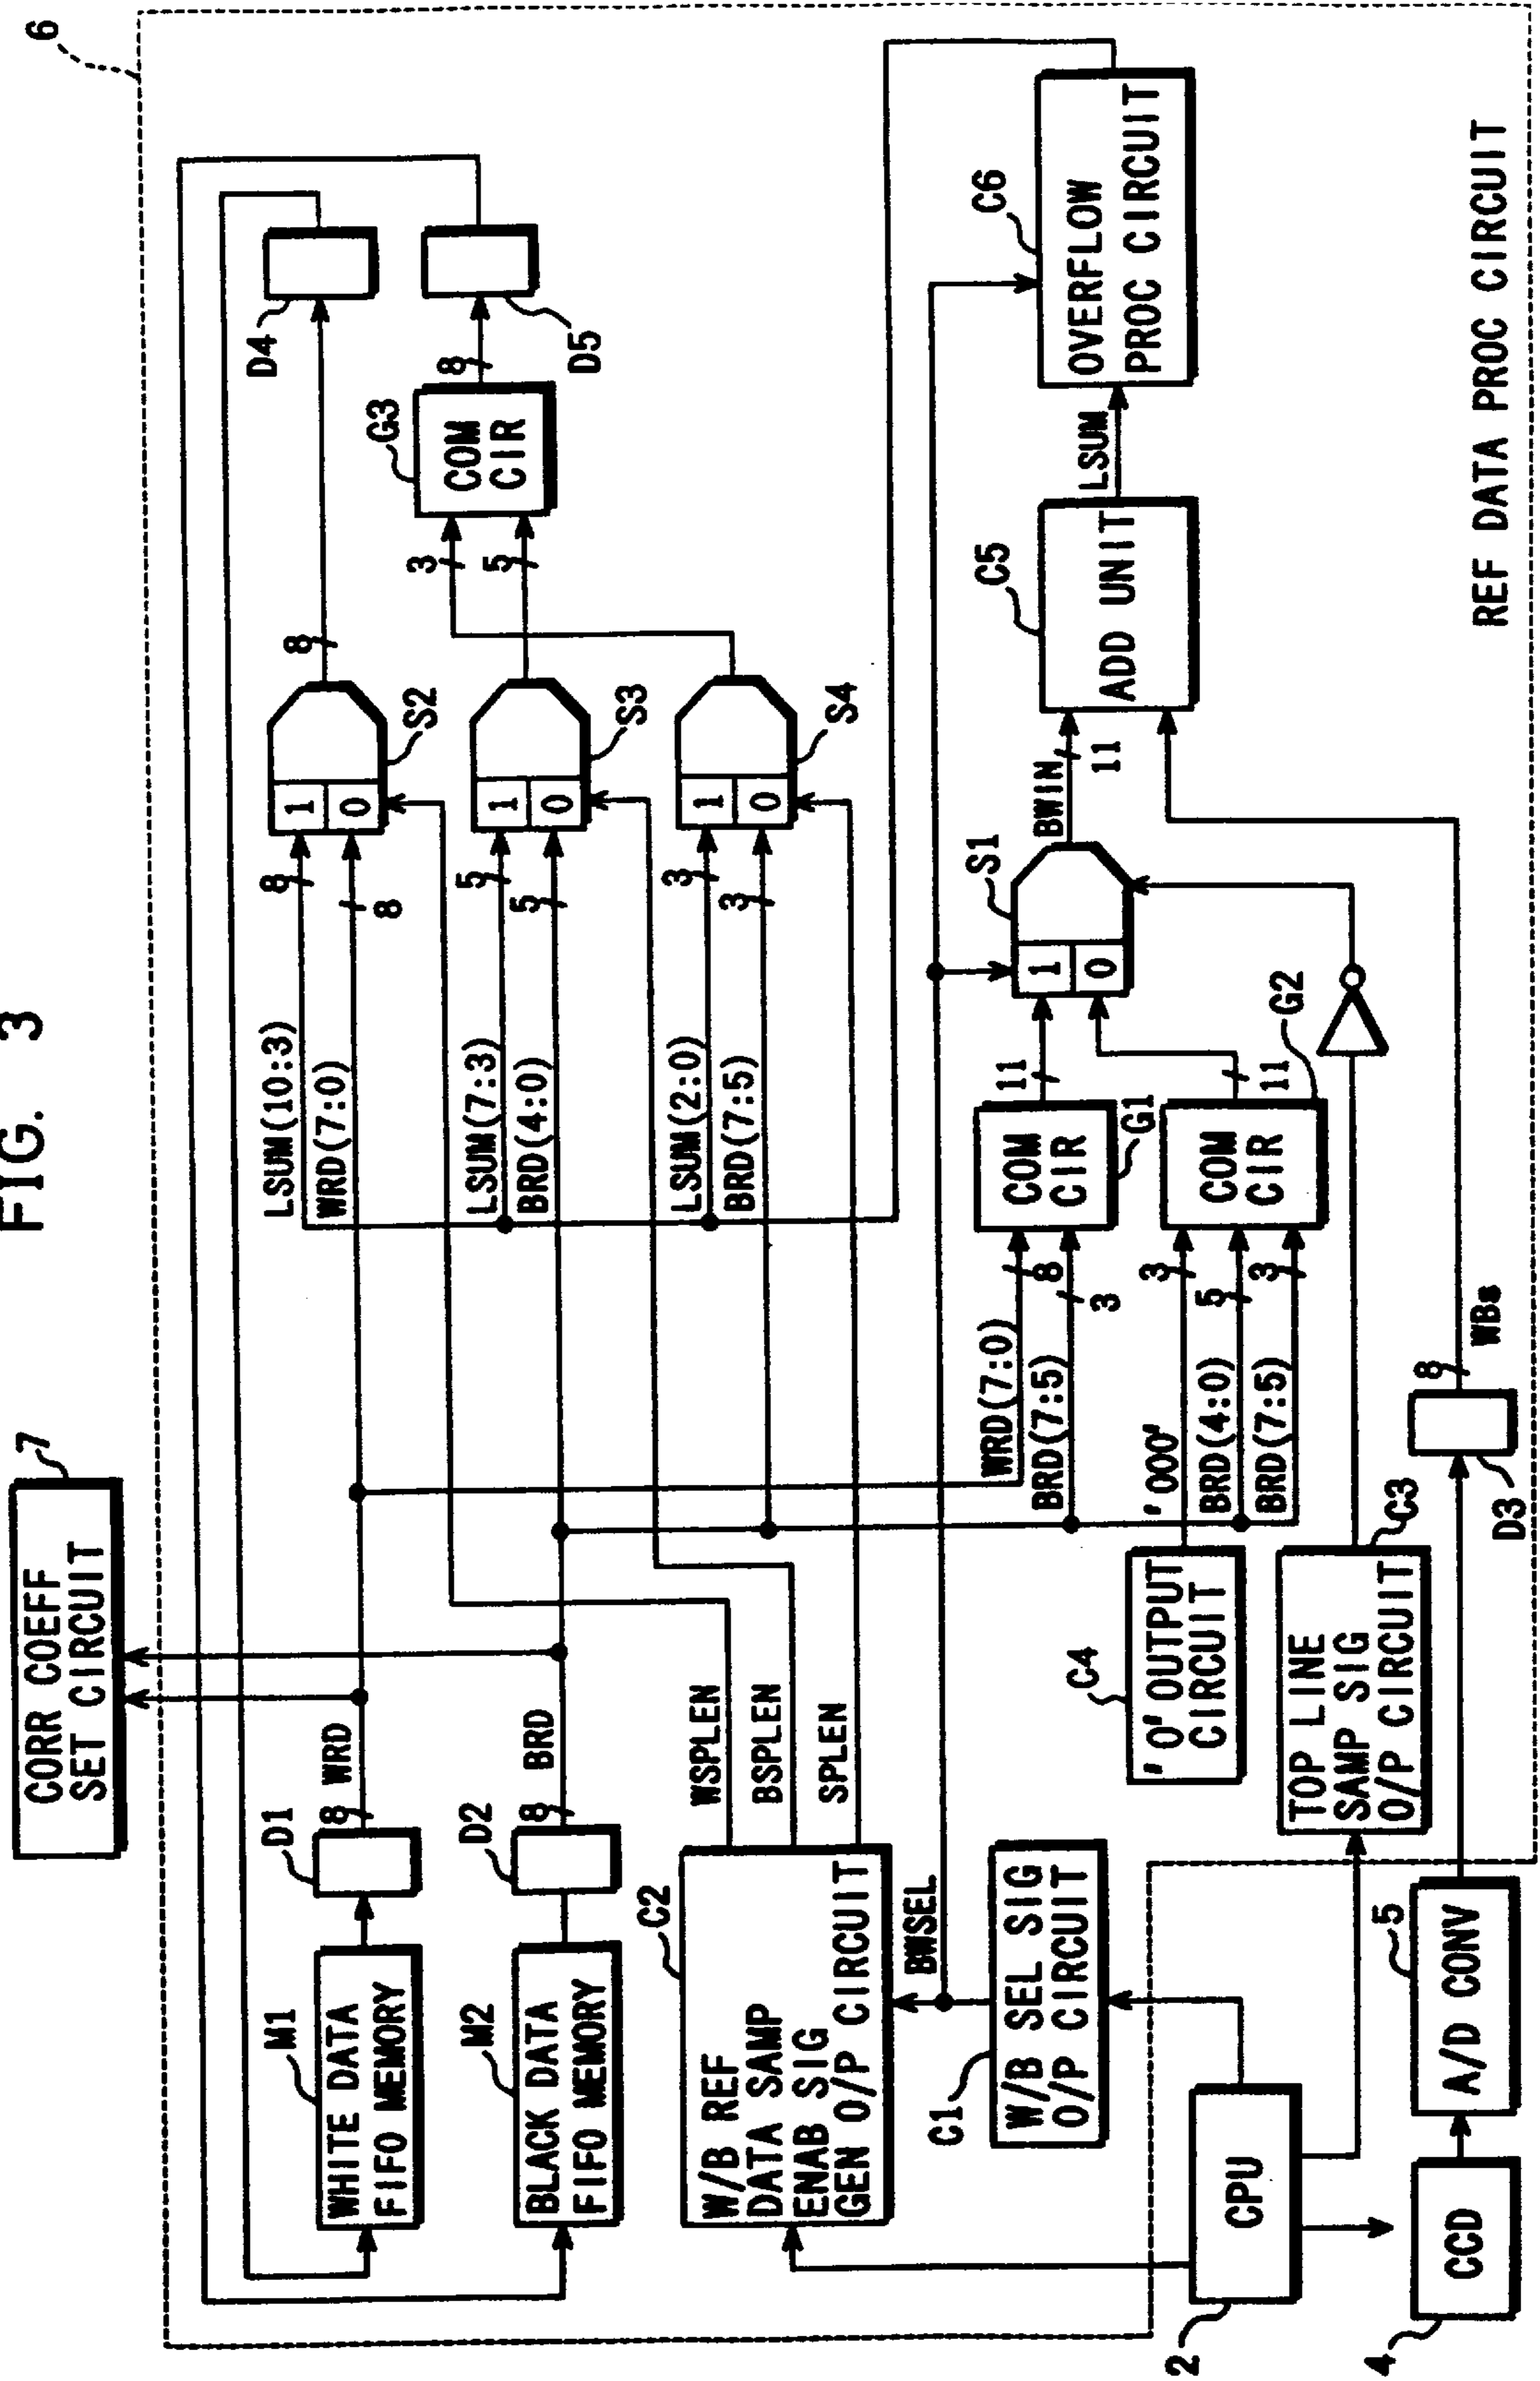 FIG. 3
6
CORR COEFF
SET CIRCUIT
7
M1
WHITE DATA
FIFO MEMORY
D1
8
WRD
LSUM(10:3)
WRD(7:0)
8
8
1
0
S2
8
D4
M2
BLACK DATA
FIFO MEMORY
D2
8
BRD
LSUM(7:3)
BRD(4:0)
5
5
1
0
S3
3
5
G3
COM
CIR
8
D5
C2
W/B REF
DATA SAMP
ENAB SIG
GEN O/P CIRCUIT
WSPLEN
BSPLEN
SPLEN
LSUM(2:0)
BRD(7:5)
3
3
1
0
S4
BWSEL
C1
W/B SEL SIG
O/P CIRCUIT
WRD(7:0)
BRD(7:5)
8
3
COM
CIR
G1
11
S1
1
0
BWIN
11
C5
ADD UNIT
LSUM
C6
OVERFLOW
PROC CIRCUIT
C4
'0'OUTPUT
CIRCUIT
'000'
BRD(4:0)
BRD(7:5)
3
5
3
COM
CIR
G2
11
TOP LINE
SAMP SIG
O/P CIRCUIT
C3
CPU
2
CCD
4
A/D CONV
5
D3
8
WBs
REF DATA PROC CIRCUIT